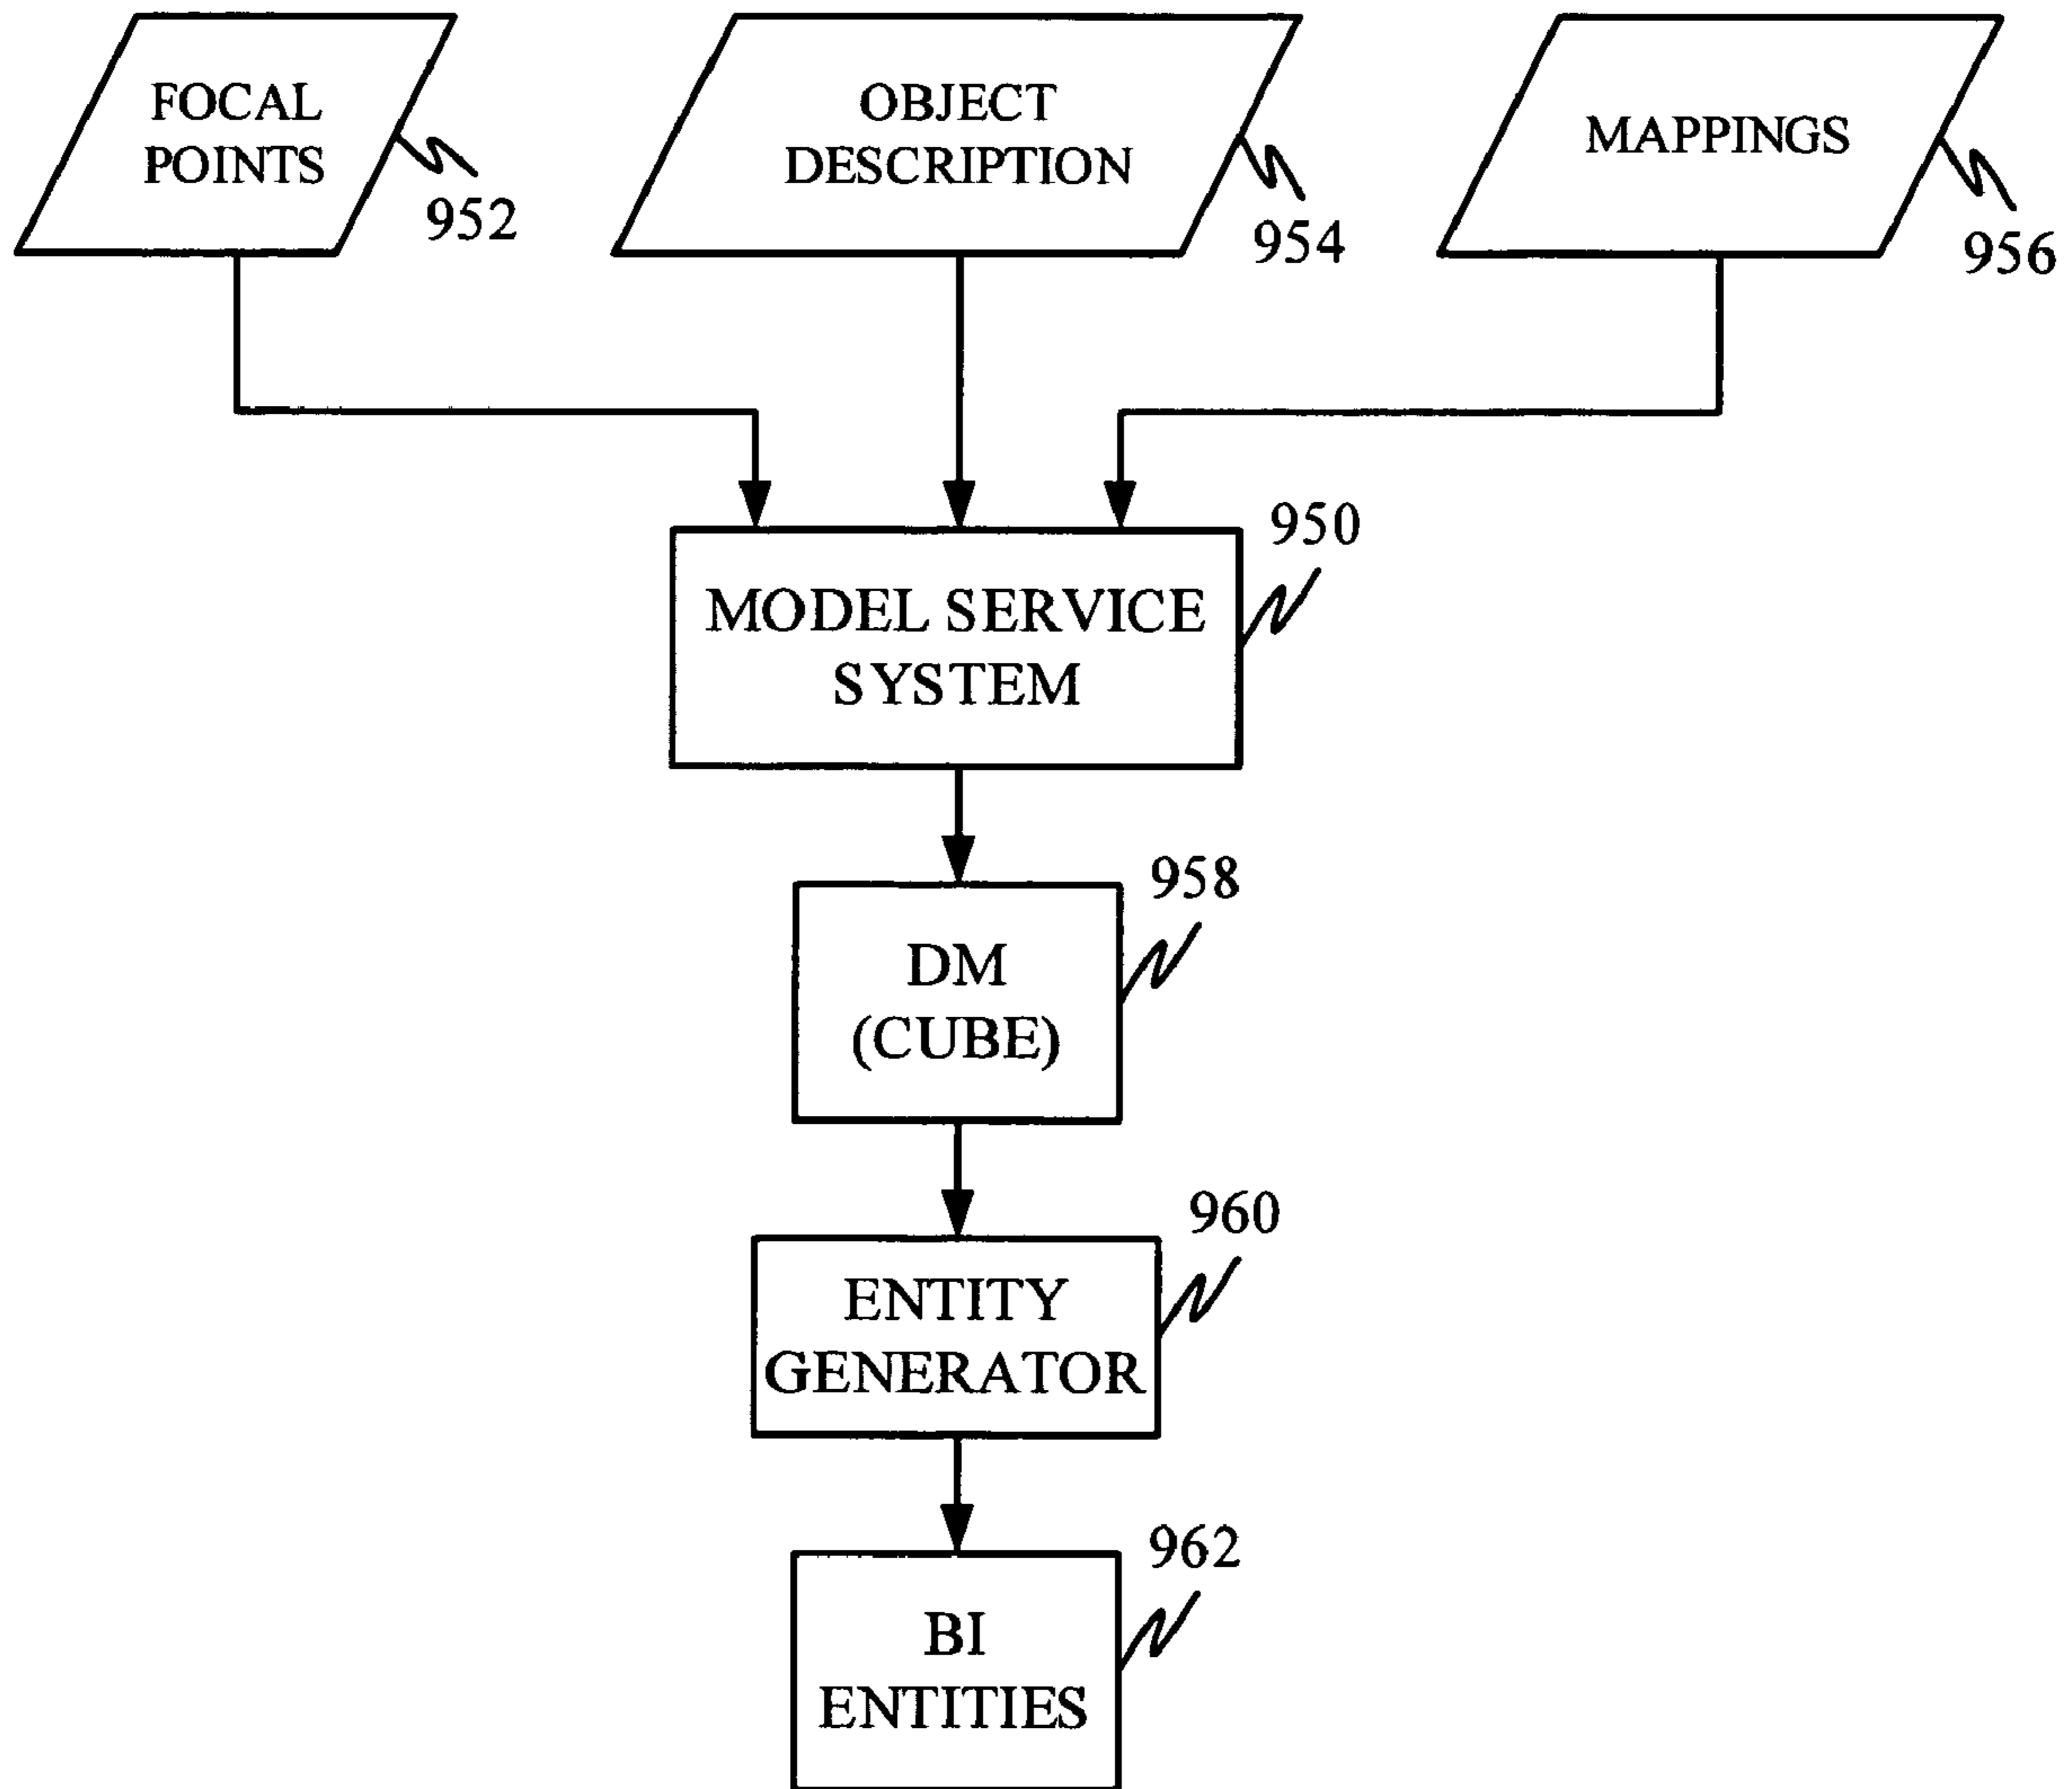 FOCAL
POINTS
952
OBJECT
DESCRIPTION
954
MAPPINGS
956
950
MODEL SERVICE
SYSTEM
958
DM
(CUBE)
960
ENTITY
GENERATOR
962
BI
ENTITIES